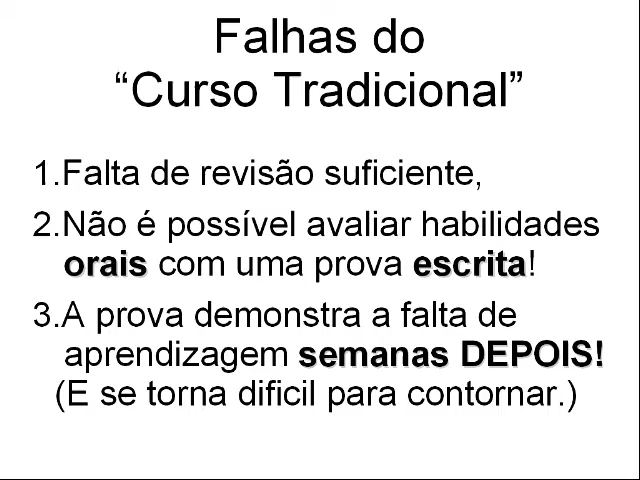 Falhas do
“Curso Tradicional”
1.Falta de revisão suficiente,
2.Não é possível avaliar habilidades
orais com uma prova escrita!
3.A prova demonstra a falta de
aprendizagem semanas DEPOIS!
(E se torna dificil para contornar.)